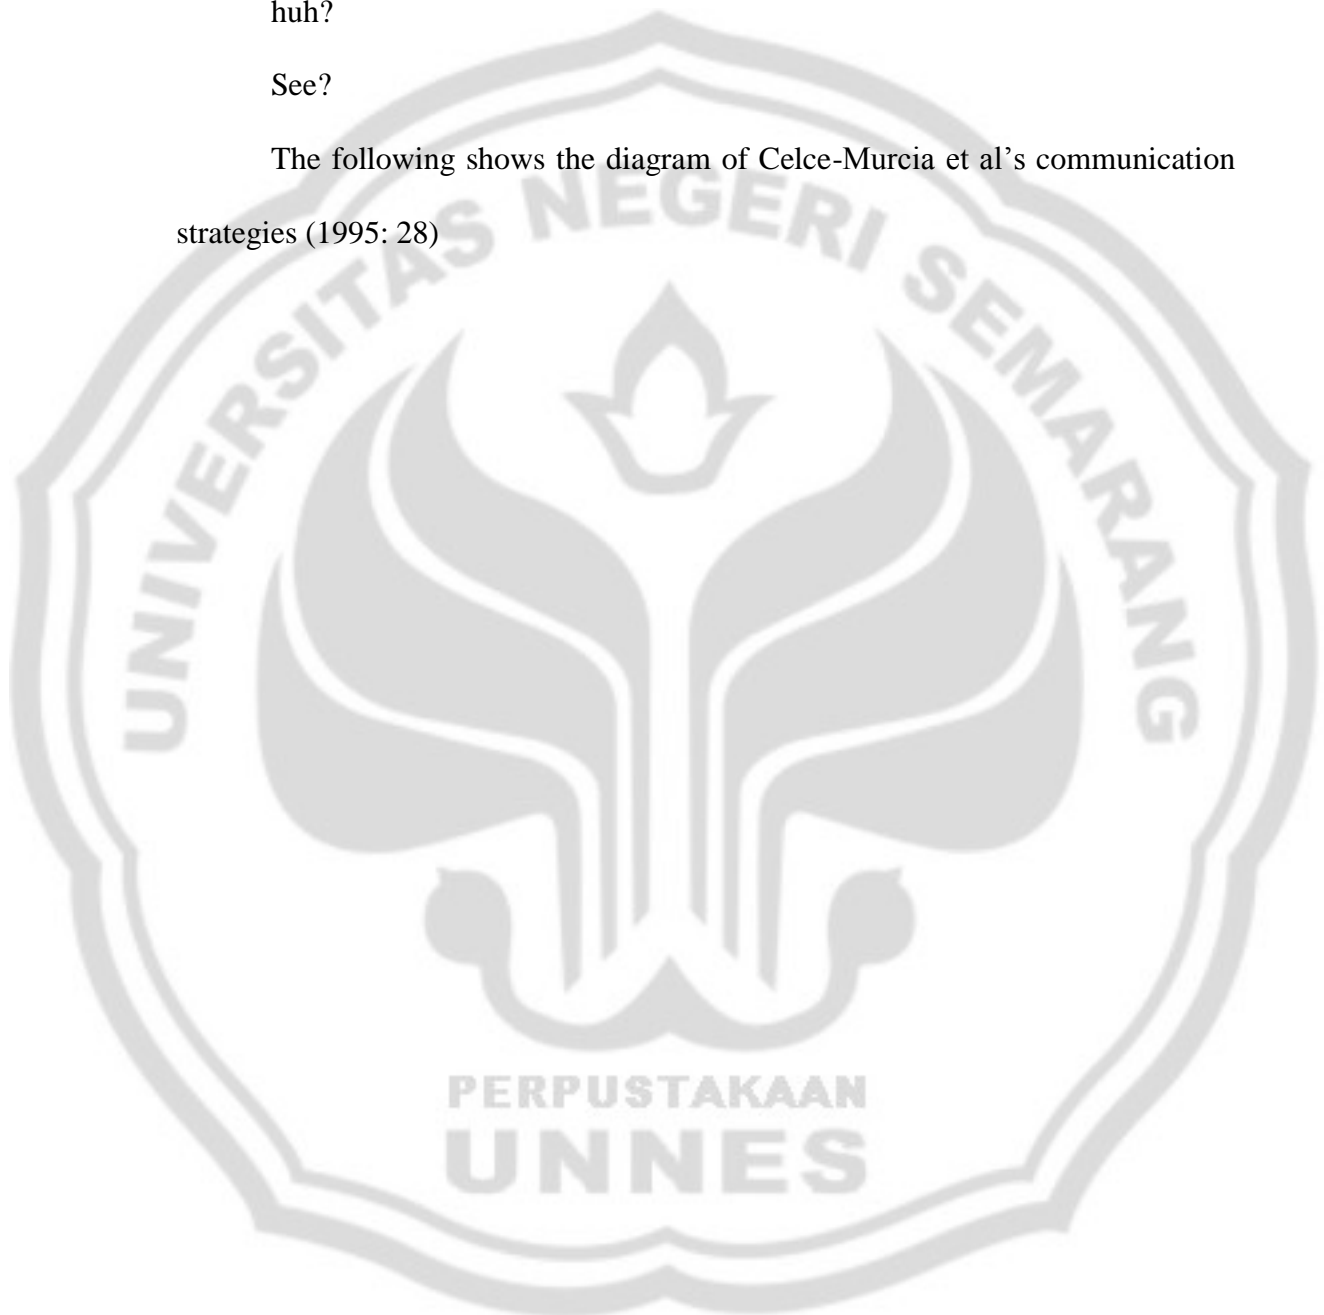 huh?
See?
The following shows the diagram of Celce-Murcia et al’s communication
strategies (1995: 28)
UNIVERSITAS NEGERI SEMARANG
PERPUSTAKAAN
UNNES